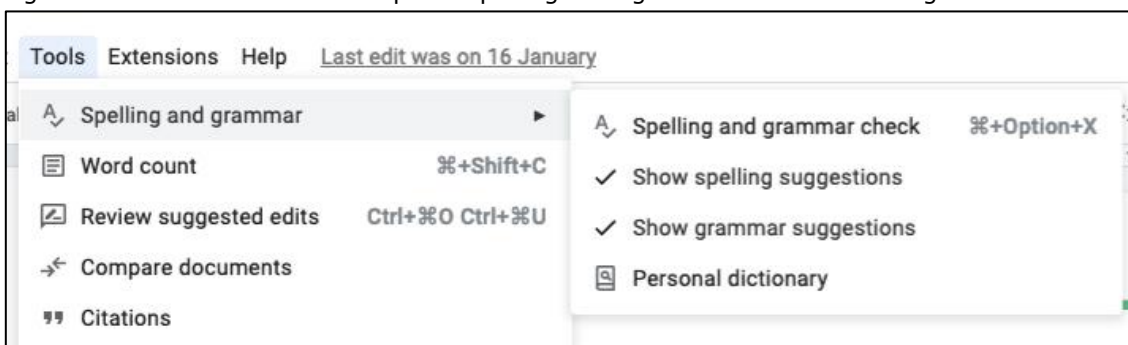 Tools Extensions Help Last edit was on 16 January
Spelling and grammar
Word count ⌘+Shift+C
Review suggested edits Ctrl+⌘O Ctrl+⌘U
Compare documents
Citations
Spelling and grammar check ⌘+Option+X
Show spelling suggestions
Show grammar suggestions
Personal dictionary